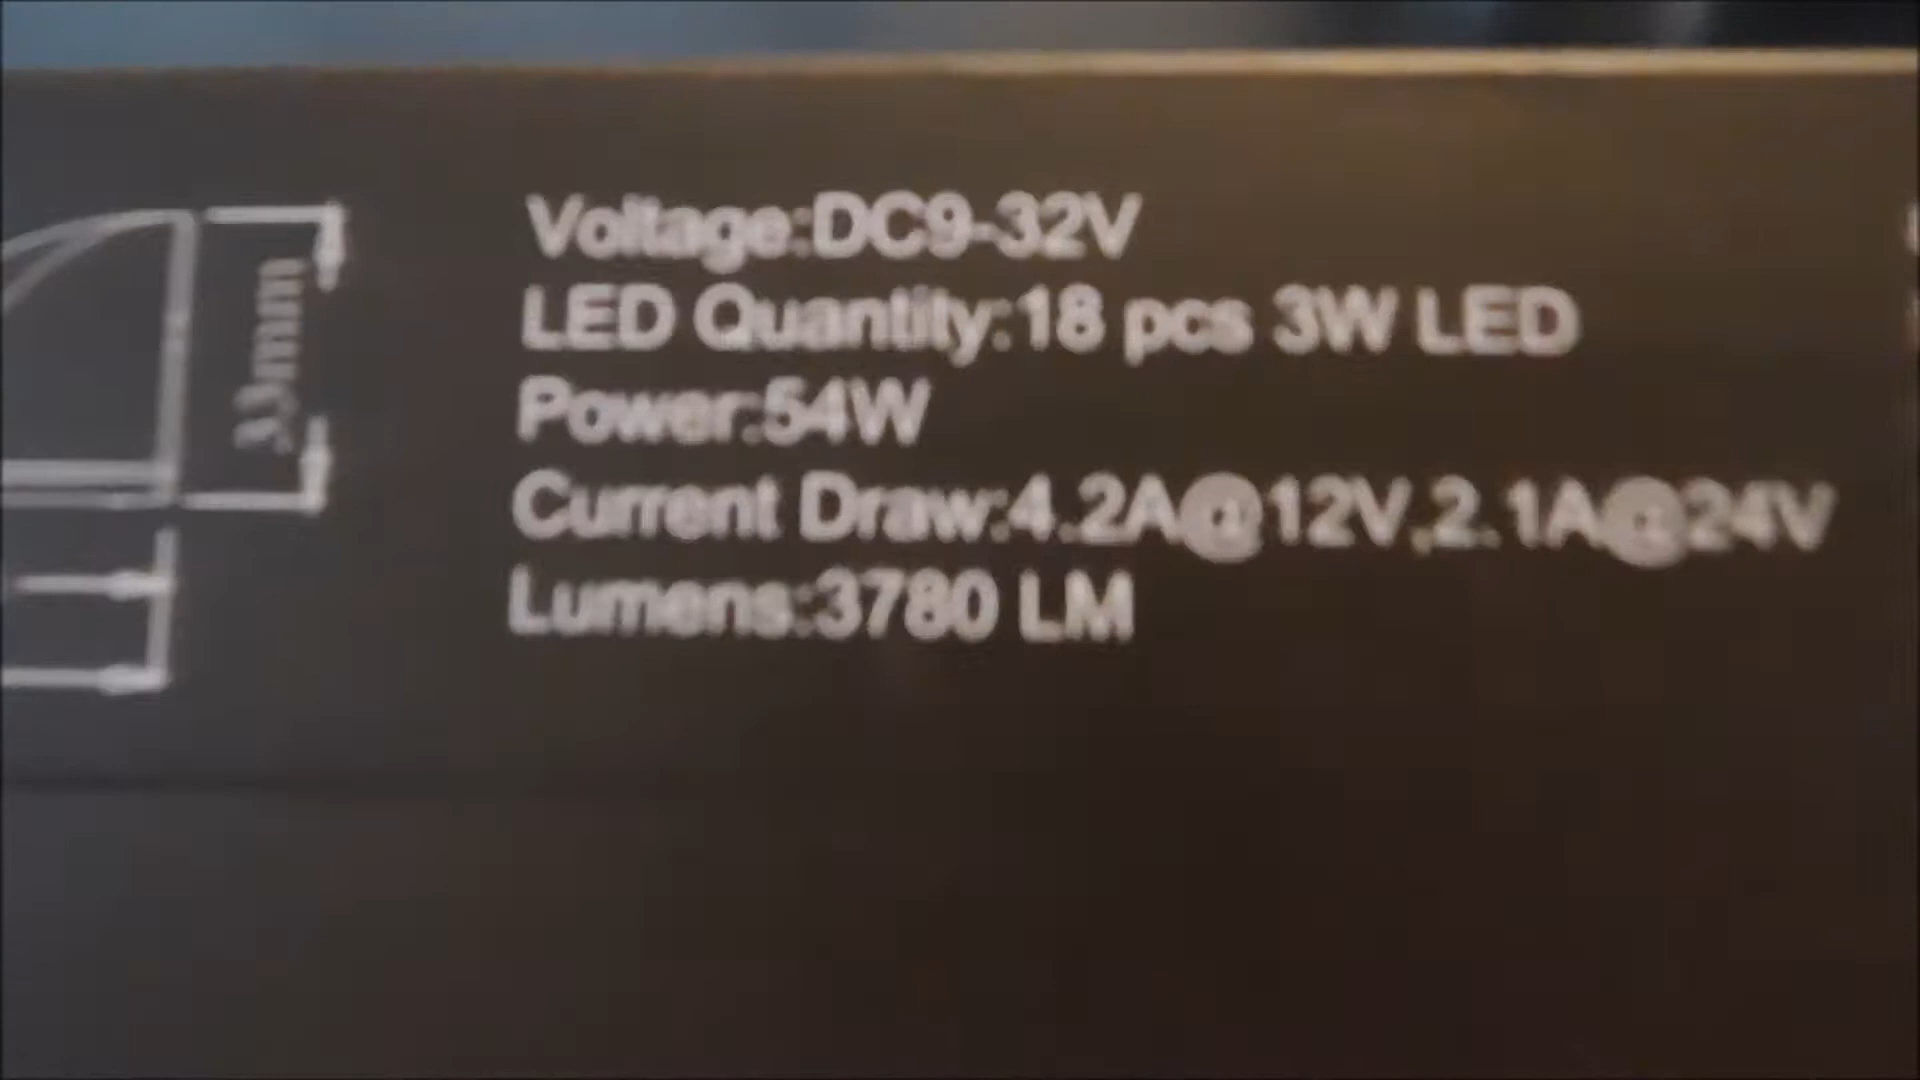 33mm
Voltage:DC9-32V
LED Quantity:18 pcs 3W LED
Power:54W
Current Draw:4.2A@12V,2.1A@24V
Lumens:3780 LM